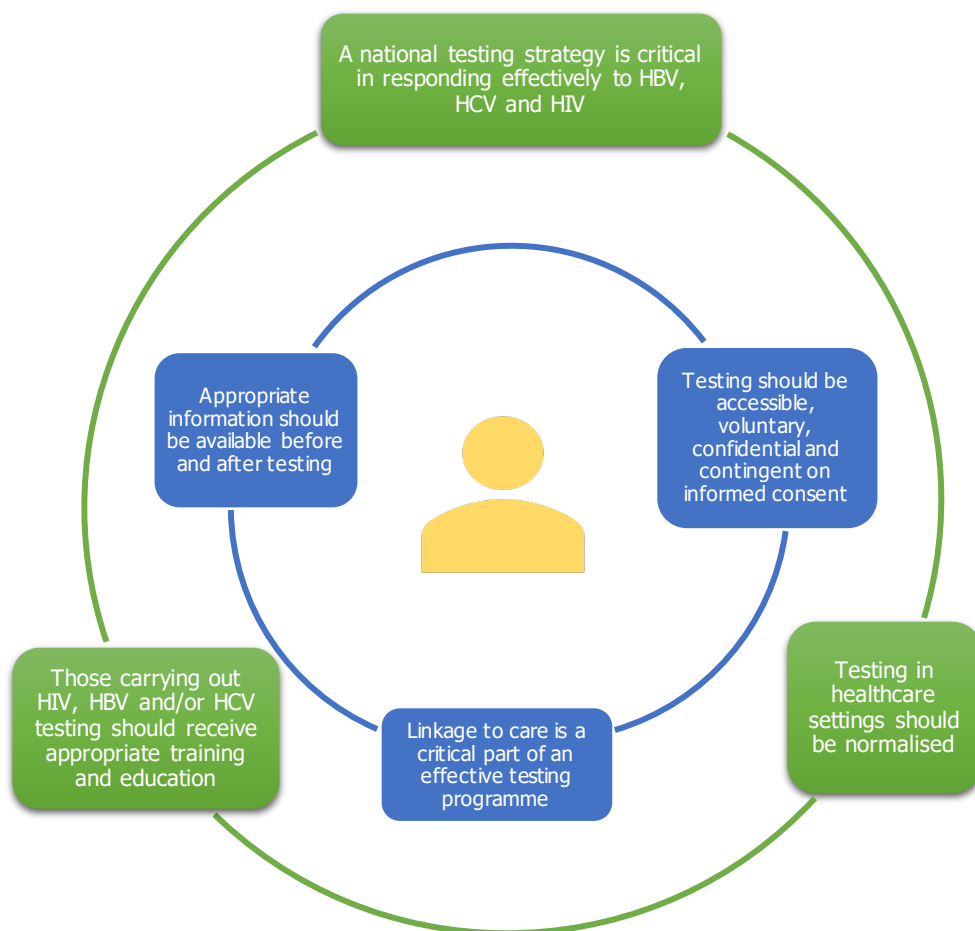 A national testing strategy is critical
in responding effectively to HBV,
HCV and HIV
Appropriate
information should
be available before
and after testing
Testing should be
accessible,
voluntary,
confidential and
contingent on
informed consent
Those carrying out
HIV, HBV and/or HCV
testing should receive
appropriate training
and education
Linkage to care is a
critical part of an
effective testing
programme
Testing in
healthcare
settings should
be normalised